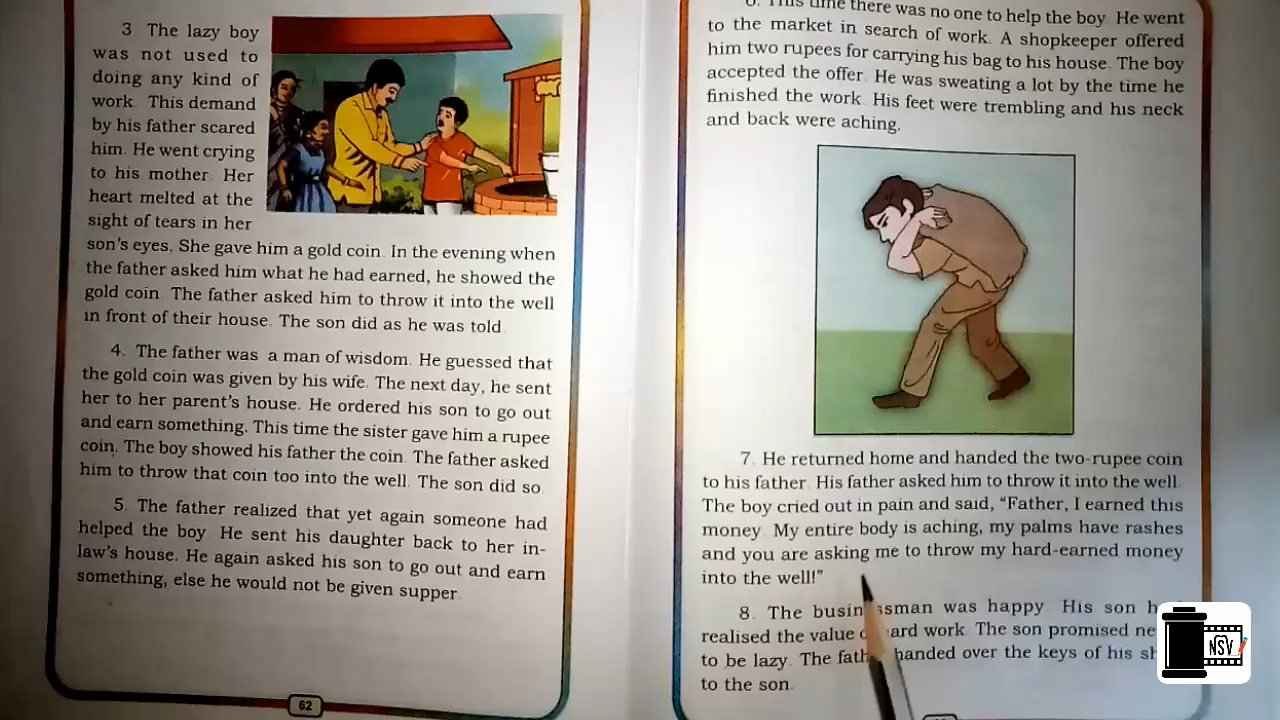 3 The lazy boy
was not used to
doing any kind of
work. This demand
by his father scared
him. He went crying
to his mother. Her
heart melted at the
sight of tears in her
son's eyes. She gave him a gold coin. In the evening when
the father asked him what he had earned, he showed the
gold coin. The father asked him to throw it into the well
in front of their house. The son did as he was told.
4. The father was a man of wisdom. He guessed that
the gold coin was given by his wife. The next day, he sent
her to her parent's house. He ordered his son to go out
and earn something. This time the sister gave him a rupee
coin. The boy showed his father the coin. The father asked
him to throw that coin too into the well. The son did so.
5. The father realized that yet again someone had
helped the boy. He sent his daughter back to her in-
law's house. He again asked his son to go out and earn
something, else he would not be given supper.
62
This time there was no one to help the boy. He went
to the market in search of work. A shopkeeper offered
him two rupees for carrying his bag to his house. The boy
accepted the offer. He was sweating a lot by the time he
finished the work. His feet were trembling and his neck
and back were aching.
7. He returned home and handed the two-rupee coin
to his father. His father asked him to throw it into the well.
The boy cried out in pain and said, “Father, I earned this
money. My entire body is aching, my palms have rashes
and you are asking me to throw my hard-earned money
into the well!”
8. The businessman was happy. His son
realised the value of hard work. The son promised
to be lazy. The father handed over the keys of his
to the son.
NSV